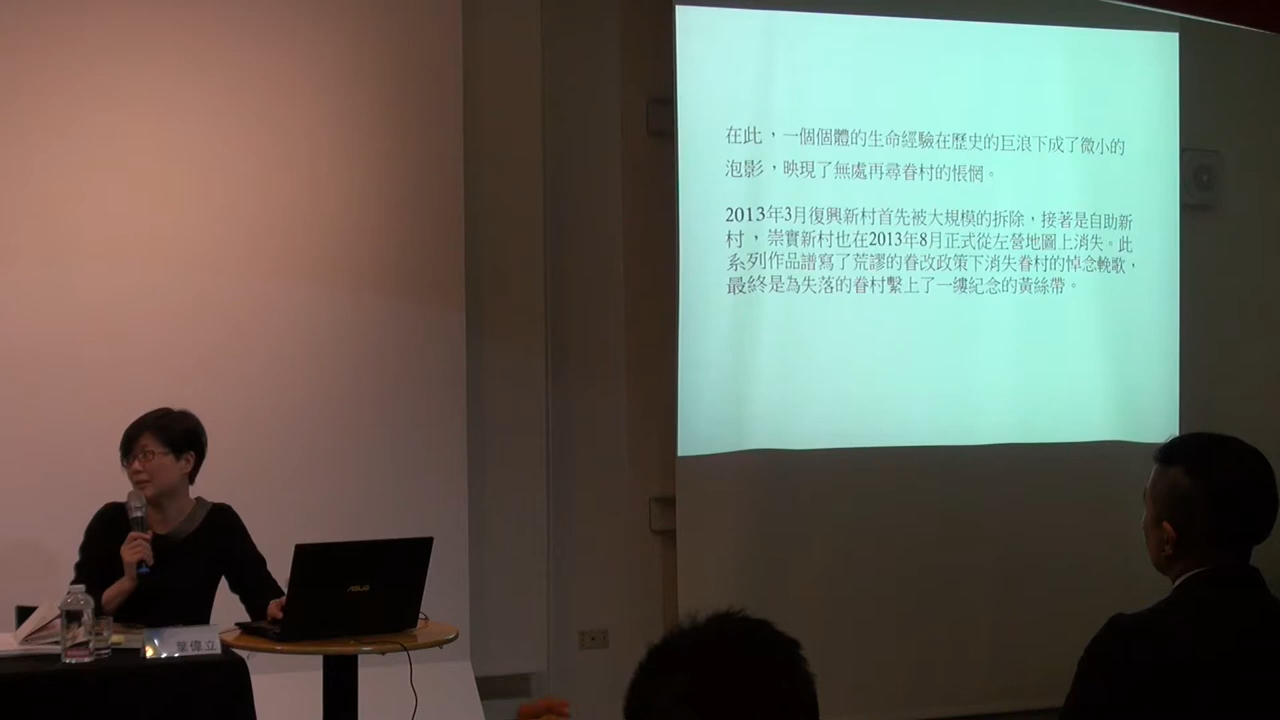 在此，一個個體的生命經驗在歷史的巨浪下成了微小的
泡影，映現了無處再尋眷村的悵惘。
2013年3月復興新村首先被大規模的拆除，接著是自助新
村，崇實新村也在2013年8月正式從左營地圖上消失。此
系列作品譜寫了荒謬的眷改政策下消失眷村的悼念輓歌，
最終是為失落的眷村繫上了一縷紀念的黃絲帶。
ASUS
葉偉立